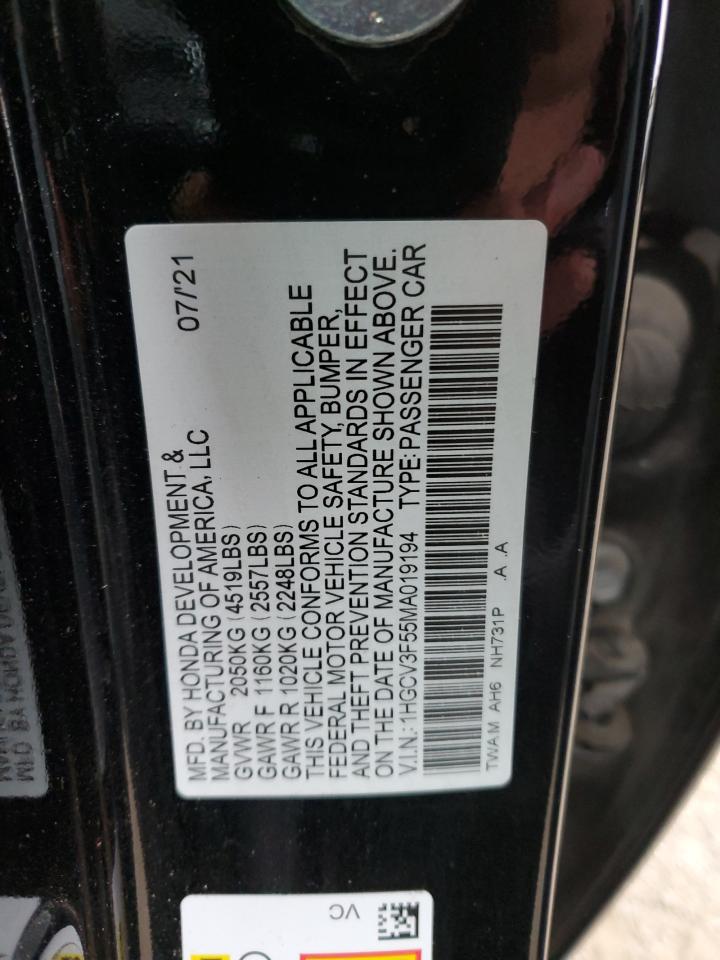 MFD. BY HONDA DEVELOPMENT & 07/'21
MANUFACTURING OF AMERICA, LLC
GVWR 2050KG (4519LBS)
GAWR F 1160KG (2557LBS)
GAWR R 1020KG (2248LBS)
THIS VEHICLE CONFORMS TO ALL APPLICABLE
FEDERAL MOTOR VEHICLE SAFETY, BUMPER,
AND THEFT PREVENTION STANDARDS IN EFFECT
ON THE DATE OF MANUFACTURE SHOWN ABOVE.
V.I.N.: 1HGCV3F55MA019194 TYPE: PASSENGER CAR
TWAM AH6 NH731P .A .A
VC